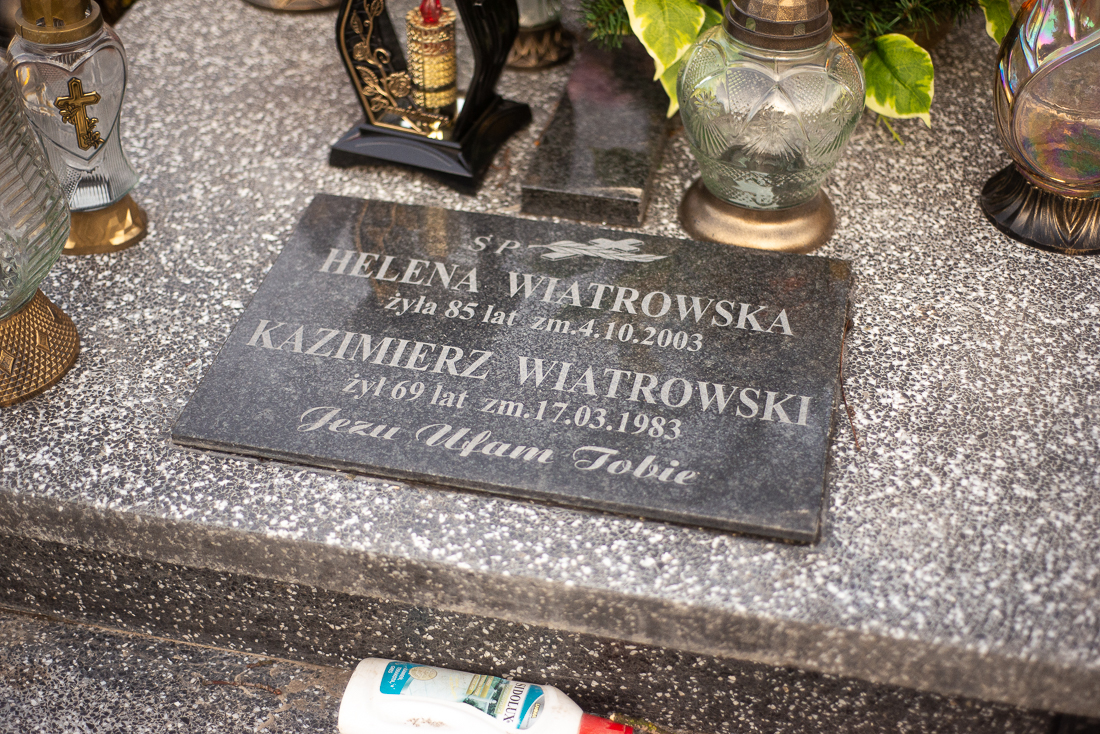 Ś P
HELENA WIATROWSKA
żyła 85 lat zm.4.10.2003
KAZIMIERZ WIATROWSKI
żył 69 lat zm.17.03.1983
Jezu Ufam Tobie
SIDOLUX